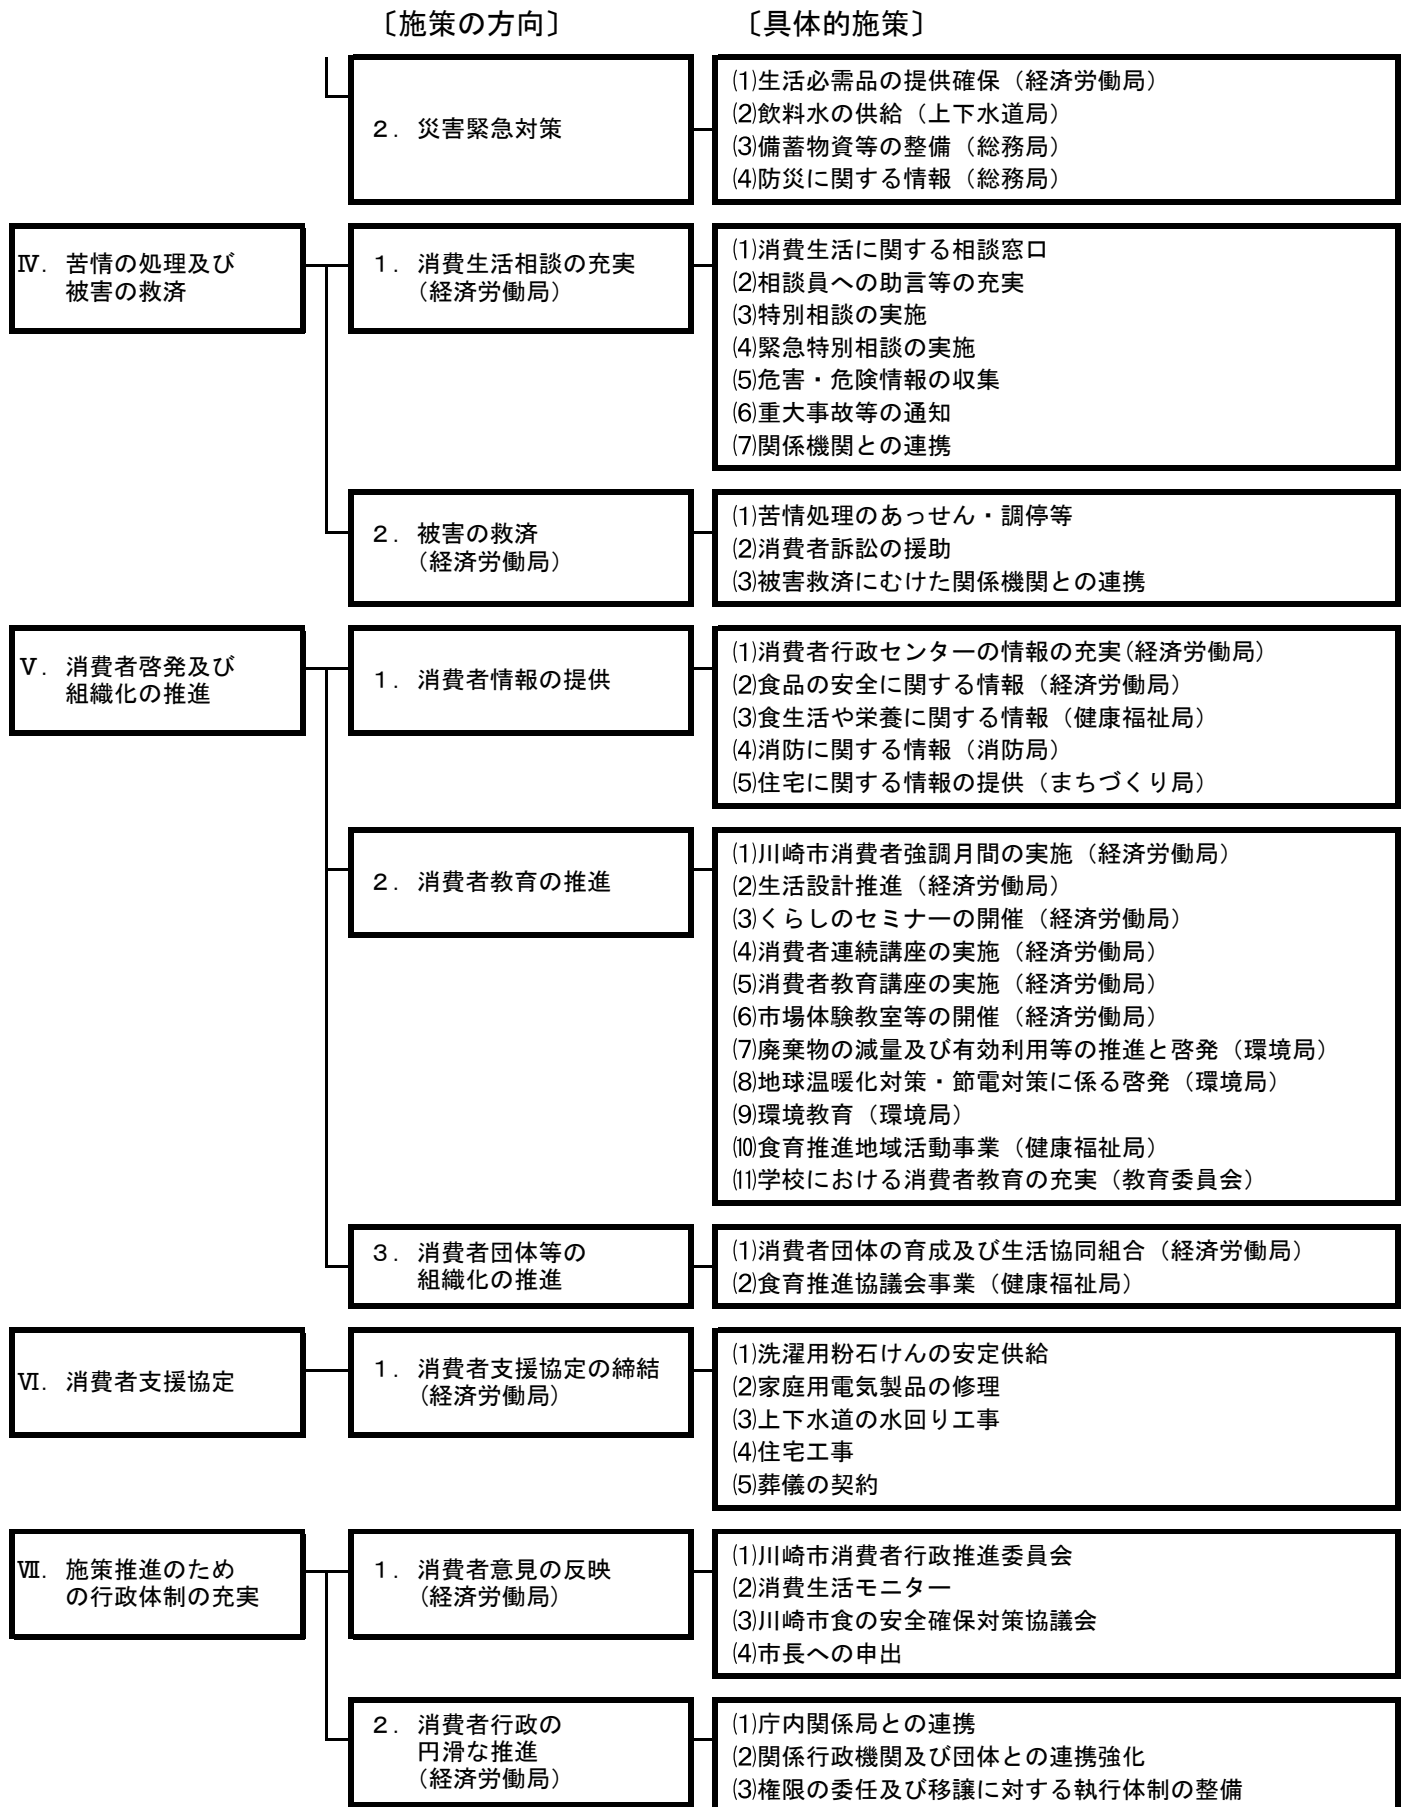 〔施策の方向〕 〔具体的施策〕
2. 災害緊急対策
⑴生活必需品の提供確保（経済労働局）
⑵飲料水の供給（上下水道局）
⑶備蓄物資等の整備（総務局）
⑷防災に関する情報（総務局）
Ⅳ. 苦情の処理及び
被害の救済
1. 消費生活相談の充実
（経済労働局）
⑴消費生活に関する相談窓口
⑵相談員への助言等の充実
⑶特別相談の実施
⑷緊急特別相談の実施
⑸危害・危険情報の収集
⑹重大事故等の通知
⑺関係機関との連携
2. 被害の救済
（経済労働局）
⑴苦情処理のあっせん・調停等
⑵消費者訴訟の援助
⑶被害救済にむけた関係機関との連携
Ⅴ. 消費者啓発及び
組織化の推進
1. 消費者情報の提供
⑴消費者行政センターの情報の充実（経済労働局）
⑵食品の安全に関する情報（経済労働局）
⑶食生活や栄養に関する情報（健康福祉局）
⑷消防に関する情報（消防局）
⑸住宅に関する情報の提供（まちづくり局）
2. 消費者教育の推進
⑴川崎市消費者強調月間の実施（経済労働局）
⑵生活設計推進（経済労働局）
⑶くらしのセミナーの開催（経済労働局）
⑷消費者連続講座の実施（経済労働局）
⑸消費者教育講座の実施（経済労働局）
⑹市場体験教室等の開催（経済労働局）
⑺廃棄物の減量及び有効利用等の推進と啓発（環境局）
⑻地球温暖化対策・節電対策に係る啓発（環境局）
⑼環境教育（環境局）
⑽食育推進地域活動事業（健康福祉局）
⑾学校における消費者教育の充実（教育委員会）
3. 消費者団体等の
組織化の推進
⑴消費者団体の育成及び生活協同組合（経済労働局）
⑵食育推進協議会事業（健康福祉局）
Ⅵ. 消費者支援協定
1. 消費者支援協定の締結
（経済労働局）
⑴洗濯用粉石けんの安定供給
⑵家庭用電気製品の修理
⑶上下水道の水回り工事
⑷住宅工事
⑸葬儀の契約
Ⅶ. 施策推進のため
の行政体制の充実
1. 消費者意見の反映
（経済労働局）
⑴川崎市消費者行政推進委員会
⑵消費生活モニター
⑶川崎市食の安全確保対策協議会
⑷市長への申出
2. 消費者行政の
円滑な推進
（経済労働局）
⑴庁内関係局との連携
⑵関係行政機関及び団体との連携強化
⑶権限の委任及び移譲に対する執行体制の整備